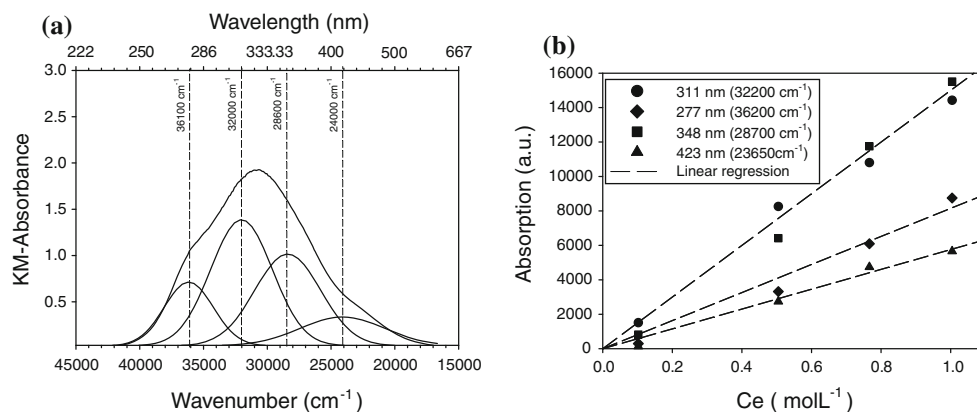 (a)
Wavelength (nm)
222 250 286 333.33 400 500 667
3.0
2.5
2.0
1.5
1.0
0.5
KM-Absorbance
36100 cm⁻¹
32000 cm⁻¹
28600 cm⁻¹
24000 cm⁻¹
45000 40000 35000 30000 25000 20000 15000
Wavenumber (cm⁻¹)
(b)
16000
14000
12000
10000
8000
6000
4000
2000
0
Absorption (a.u.)
311 nm (32200 cm⁻¹)
277 nm (36200 cm⁻¹)
348 nm (28700 cm⁻¹)
423 nm (23650cm⁻¹)
Linear regression
0.0 0.2 0.4 0.6 0.8 1.0
Ce ( molL⁻¹)